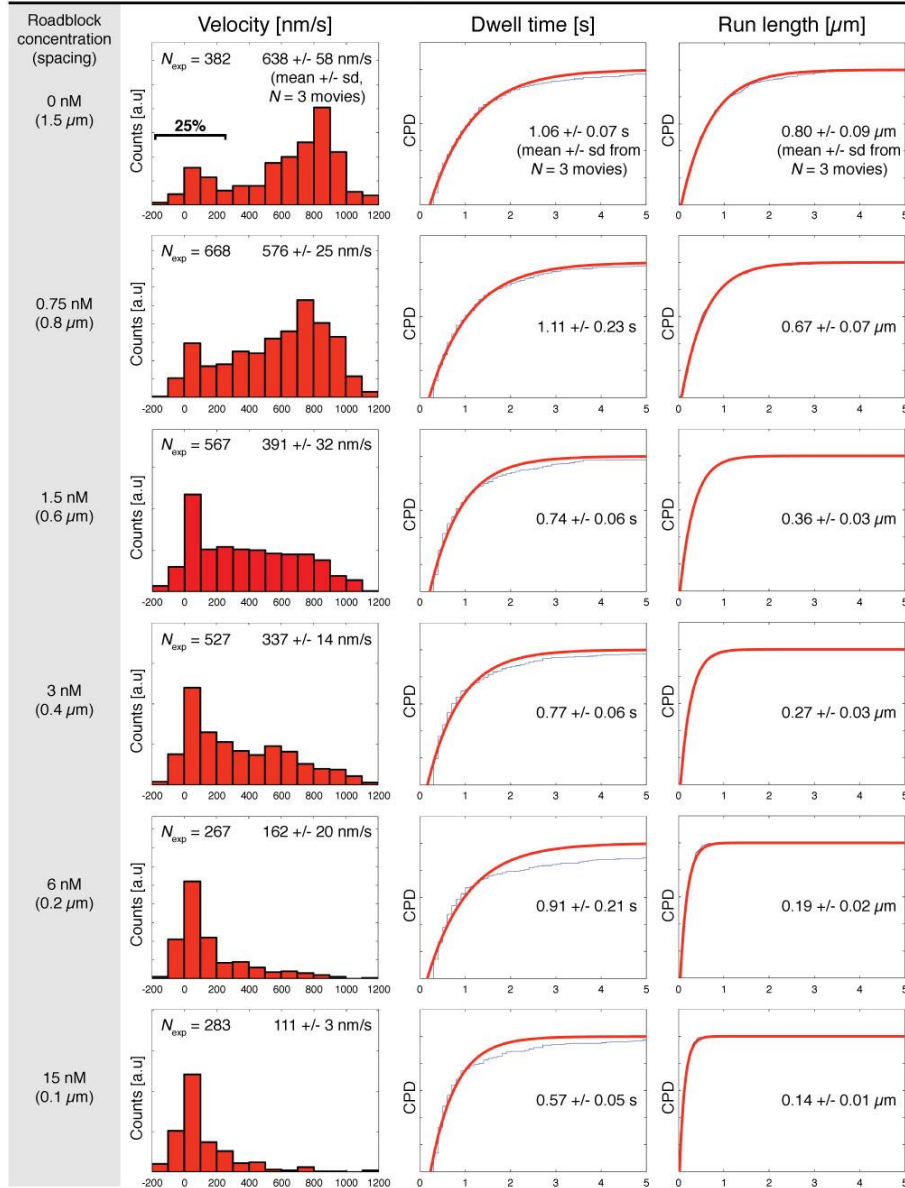 Roadblock
concentration
(spacing)
Velocity [nm/s]
Dwell time [s]
Run length [µm]
0 nM
(1.5 µm)
Counts [a.u]
Nexp = 382
638 +/- 58 nm/s
(mean +/- sd,
N = 3 movies)
25%
-200 0 200 400 600 800 1000 1200
CPD
1.06 +/- 0.07 s
(mean +/- sd from
N = 3 movies)
0 1 2 3 4 5
CPD
0.80 +/- 0.09 µm
(mean +/- sd from
N = 3 movies)
0 1 2 3 4 5
0.75 nM
(0.8 µm)
Counts [a.u]
Nexp = 668
576 +/- 25 nm/s
-200 0 200 400 600 800 1000 1200
CPD
1.11 +/- 0.23 s
0 1 2 3 4 5
CPD
0.67 +/- 0.07 µm
0 1 2 3 4 5
1.5 nM
(0.6 µm)
Counts [a.u]
Nexp = 567
391 +/- 32 nm/s
-200 0 200 400 600 800 1000 1200
CPD
0.74 +/- 0.06 s
0 1 2 3 4 5
CPD
0.36 +/- 0.03 µm
0 1 2 3 4 5
3 nM
(0.4 µm)
Counts [a.u]
Nexp = 527
337 +/- 14 nm/s
-200 0 200 400 600 800 1000 1200
CPD
0.77 +/- 0.06 s
0 1 2 3 4 5
CPD
0.27 +/- 0.03 µm
0 1 2 3 4 5
6 nM
(0.2 µm)
Counts [a.u]
Nexp = 267
162 +/- 20 nm/s
-200 0 200 400 600 800 1000 1200
CPD
0.91 +/- 0.21 s
0 1 2 3 4 5
CPD
0.19 +/- 0.02 µm
0 1 2 3 4 5
15 nM
(0.1 µm)
Counts [a.u]
Nexp = 283
111 +/- 3 nm/s
-200 0 200 400 600 800 1000 1200
CPD
0.57 +/- 0.05 s
0 1 2 3 4 5
CPD
0.14 +/- 0.01 µm
0 1 2 3 4 5